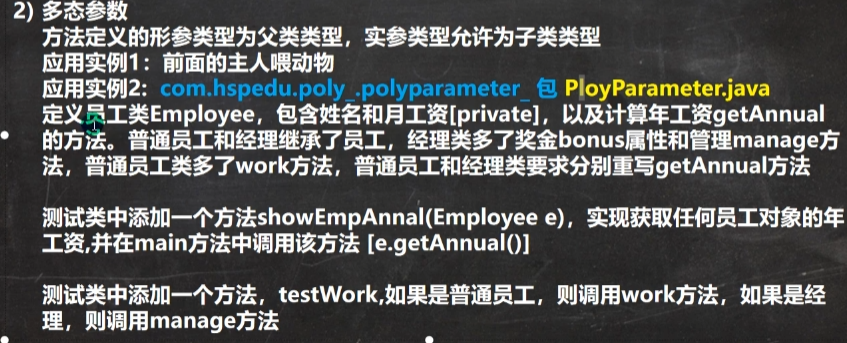 2) 多态参数
方法定义的形参类型为父类类型，实参类型允许为子类类型
应用实例1：前面的主人喂动物
应用实例2：com.hspedu.poly_.polyparameter_ 包 PloyParameter.java
定义员工类Employee，包含姓名和月工资[private]，以及计算年工资getAnnual
的方法。普通员工和经理继承了员工，经理类多了奖金bonus属性和管理manage方
法，普通员工类多了work方法，普通员工和经理类要求分别重写getAnnual方法
测试类中添加一个方法showEmpAnnal(Employee e)，实现获取任何员工对象的年
工资,并在main方法中调用该方法 [e.getAnnual()]
测试类中添加一个方法，testWork,如果是普通员工，则调用work方法，如果是经
理，则调用manage方法